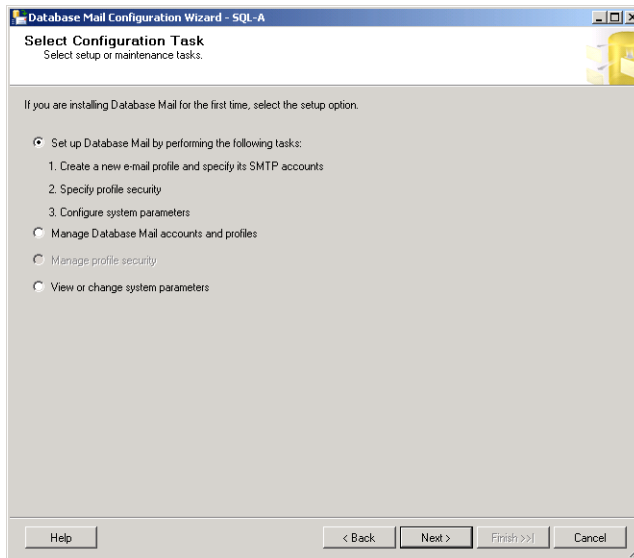 Database Mail Configuration Wizard - SQL-A
Select Configuration Task
Select setup or maintenance tasks.
If you are installing Database Mail for the first time, select the setup option.
Set up Database Mail by performing the following tasks:
1. Create a new e-mail profile and specify its SMTP accounts
2. Specify profile security
3. Configure system parameters
Manage Database Mail accounts and profiles
Manage profile security
View or change system parameters
Help
< Back
Next >
Finish >>|
Cancel